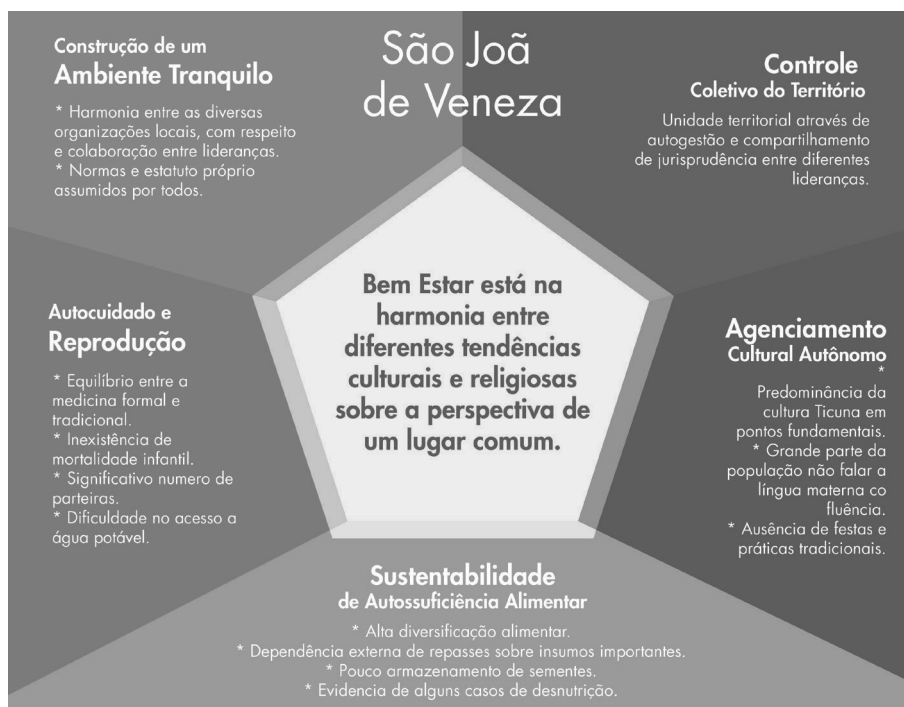 São Joã
de Veneza
Construção de um
Ambiente Tranquilo
* Harmonia entre as diversas
organizações locais, com respeito
e colaboração entre lideranças.
* Normas e estatuto próprio
assumidos por todos.
Controle
Coletivo do Território
Unidade territorial através de
autogestão e compartilhamento
de jurisprudência entre diferentes
lideranças.
Bem Estar está na
harmonia entre
diferentes tendências
culturais e religiosas
sobre a perspectiva de
um lugar comum.
Autocuidado e
Reprodução
* Equilíbrio entre a
medicina formal e
tradicional.
* Inexistência de
mortalidade infantil.
* Significativo numero de
parteiras.
* Dificuldade no acesso a
água potável.
Agenciamento
Cultural Autônomo
*
Predominância da
cultura Ticuna em
pontos fundamentais.
* Grande parte da
população não falar a
língua materna co
fluência.
* Ausência de festas e
práticas tradicionais.
Sustentabilidade
de Autossuficiência Alimentar
* Alta diversificação alimentar.
* Dependência externa de repasses sobre insumos importantes.
* Pouco armazenamento de sementes.
* Evidencia de alguns casos de desnutrição.